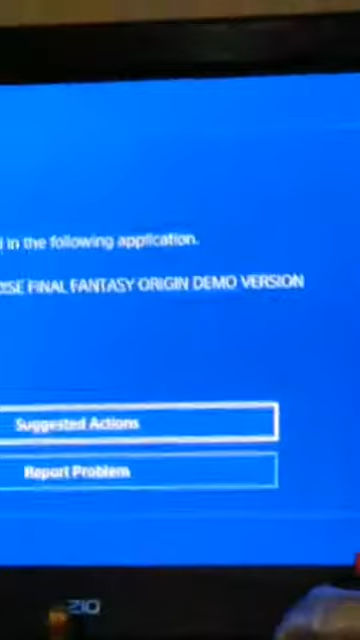 in the following application.
FINAL FANTASY ORIGIN DEMO VERSION
Suggested Actions
Report Problem